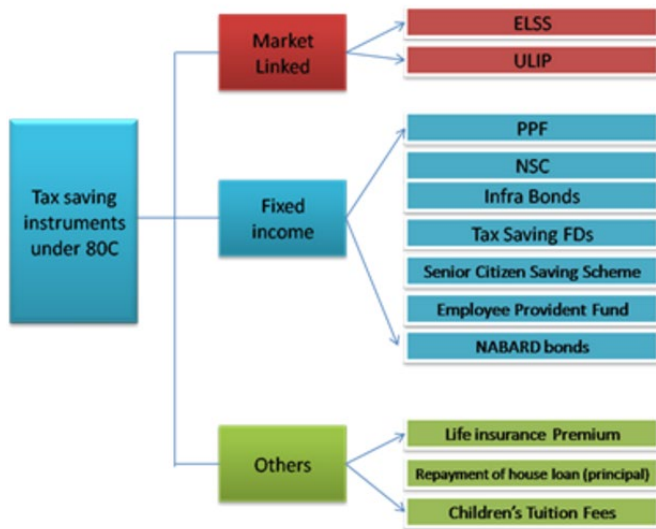 Tax saving
instruments
under 80C
Market
Linked
ELSS
ULIP
Fixed
income
PPF
NSC
Infra Bonds
Tax Saving FDs
Senior Citizen Saving Scheme
Employee Provident Fund
NABARD bonds
Others
Life insurance Premium
Repayment of house loan (principal)
Children's Tuition Fees